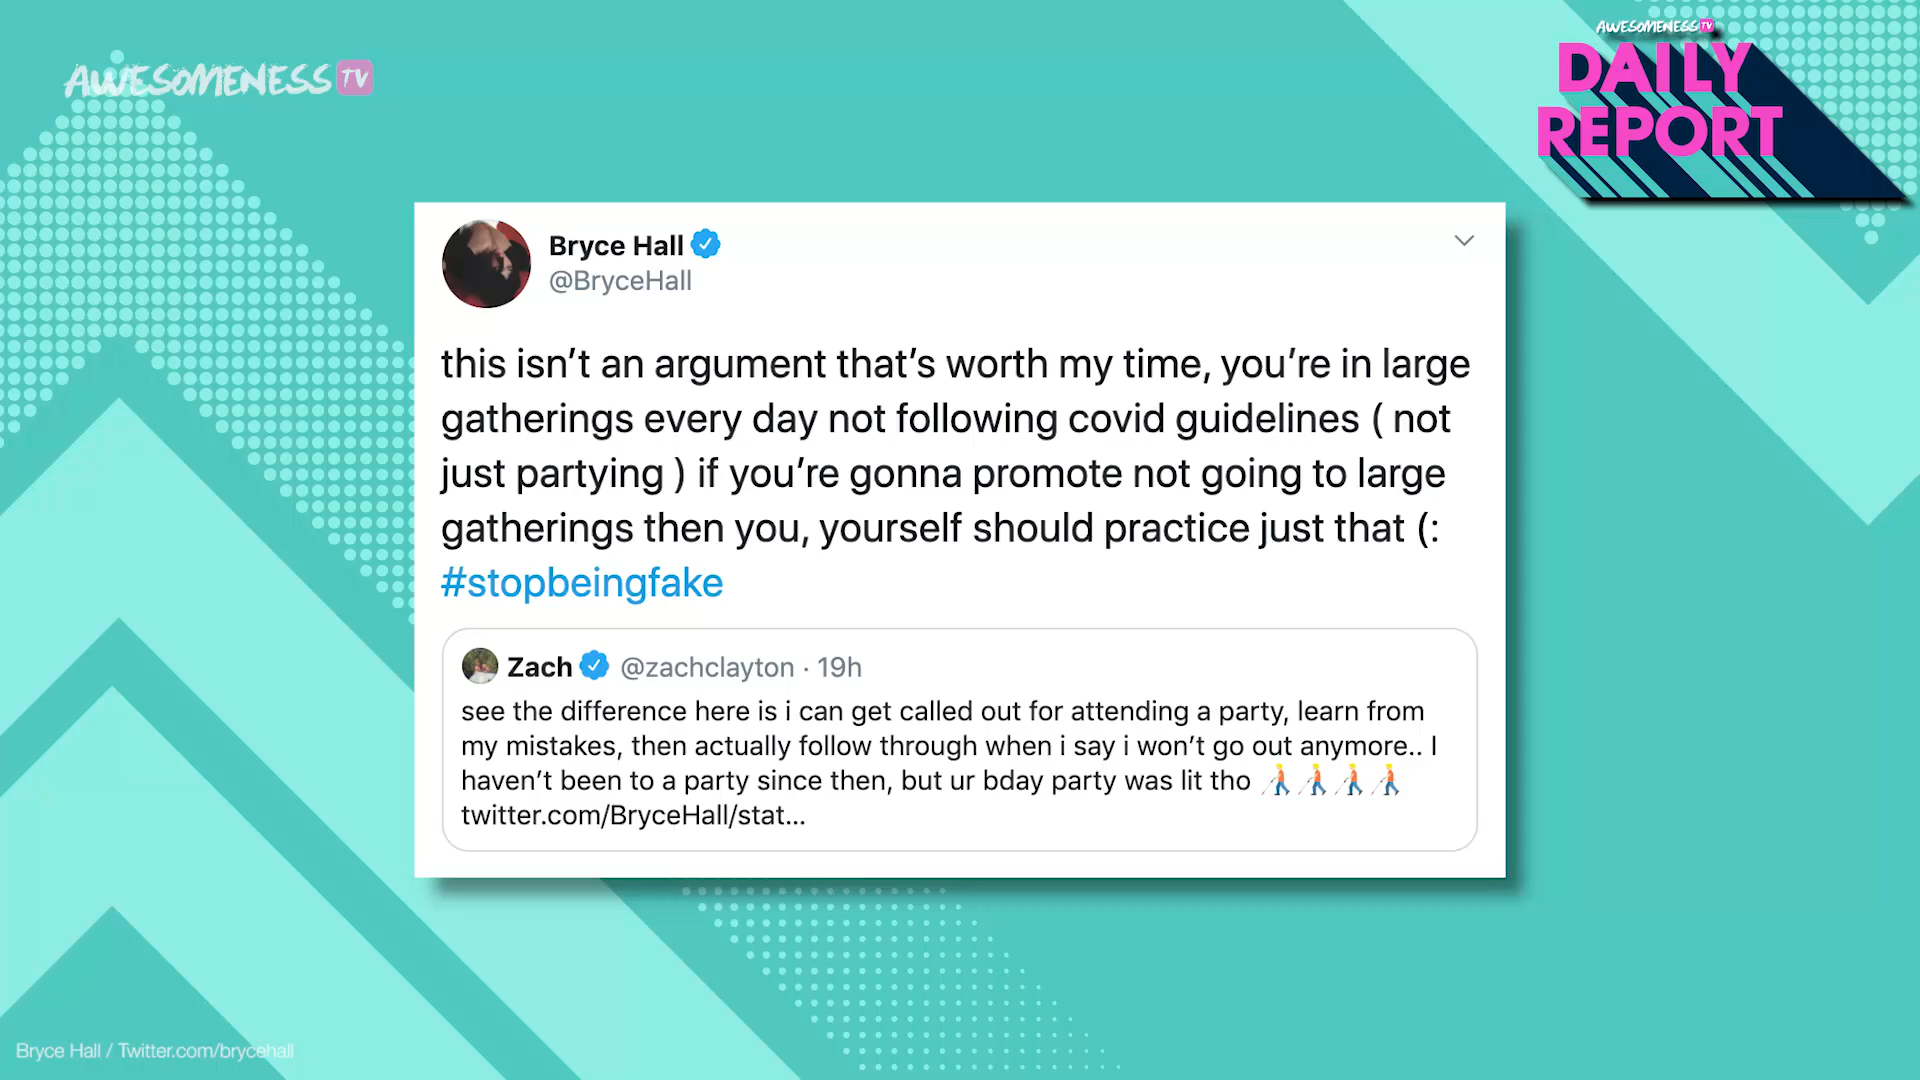 AWESOMENESS TV
AWESOMENESS TV
DAILY
REPORT
Bryce Hall
@BryceHall
this isn’t an argument that’s worth my time, you’re in large
gatherings every day not following covid guidelines ( not
just partying ) if you’re gonna promote not going to large
gatherings then you, yourself should practice just that (:
#stopbeingfake
Zach @zachclayton · 19h
see the difference here is i can get called out for attending a party, learn from
my mistakes, then actually follow through when i say i won’t go out anymore.. I
haven’t been to a party since then, but ur bday party was lit tho
twitter.com/BryceHall/stat...
Bryce Hall / Twitter.com/brycehall